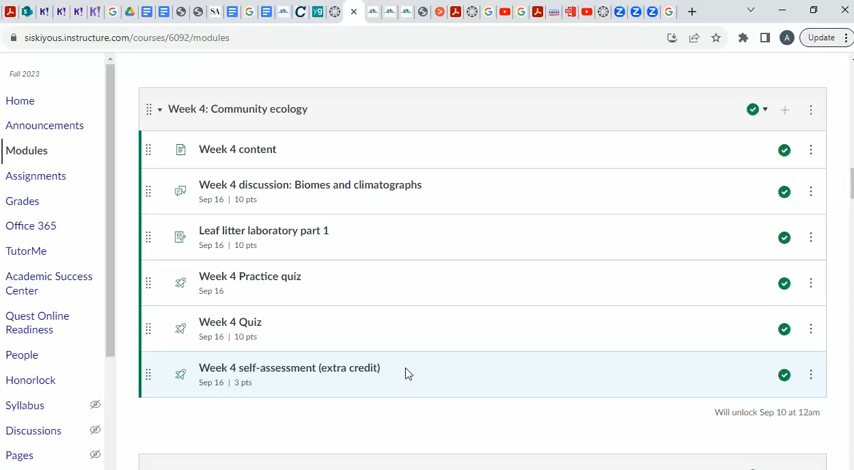 siskiyous.instructure.com/courses/6092/modules
A
Update
Fall 2023
Home
Announcements
Modules
Assignments
Grades
Office 365
TutorMe
Academic Success
Center
Quest Online
Readiness
People
Honorlock
Syllabus
Discussions
Pages
Week 4: Community ecology
Week 4 content
Week 4 discussion: Biomes and climatographs
Sep 16 | 10 pts
Leaf litter laboratory part 1
Sep 16 | 10 pts
Week 4 Practice quiz
Sep 16
Week 4 Quiz
Sep 16 | 10 pts
Week 4 self-assessment (extra credit)
Sep 16 | 3 pts
Will unlock Sep 10 at 12am